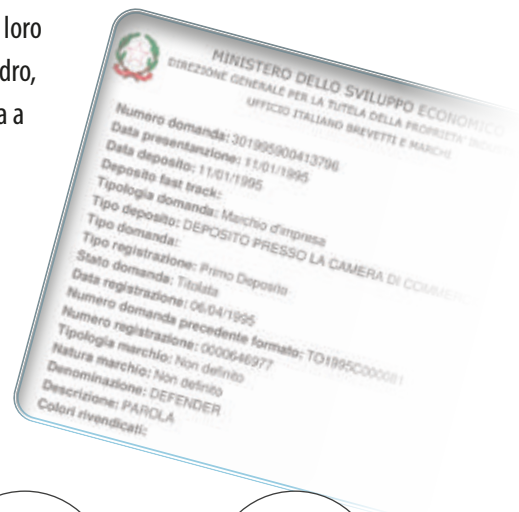 loro
dro,
a a
MINISTERO DELLO SVILUPPO ECONOMICO
DIREZIONE GENERALE PER LA TUTELA DELLA PROPRIETA'
UFFICIO ITALIANO BREVETTI E MARCHI
Numero domanda: 301995900413796
Data presentanzione: 11/01/1995
Data deposito: 11/01/1995
Deposito fast track:
Tipologia domanda: Marchio d'impresa
Tipo deposito: DEPOSITO PRESSO LA CAMERA DI COMMERC
Tipo domanda:
Tipo registrazione: Primo Deposito
Stato domanda: Titolata
Data registrazione: 06/04/1995
Numero domanda precedente formato: TO1995C000081
Numero registrazione: 0000646977
Tipologia marchio: Non definito
Natura marchio: Non definito
Denominazione: DEFENDER
Descrizione: PAROLA
Colori rivendicati: